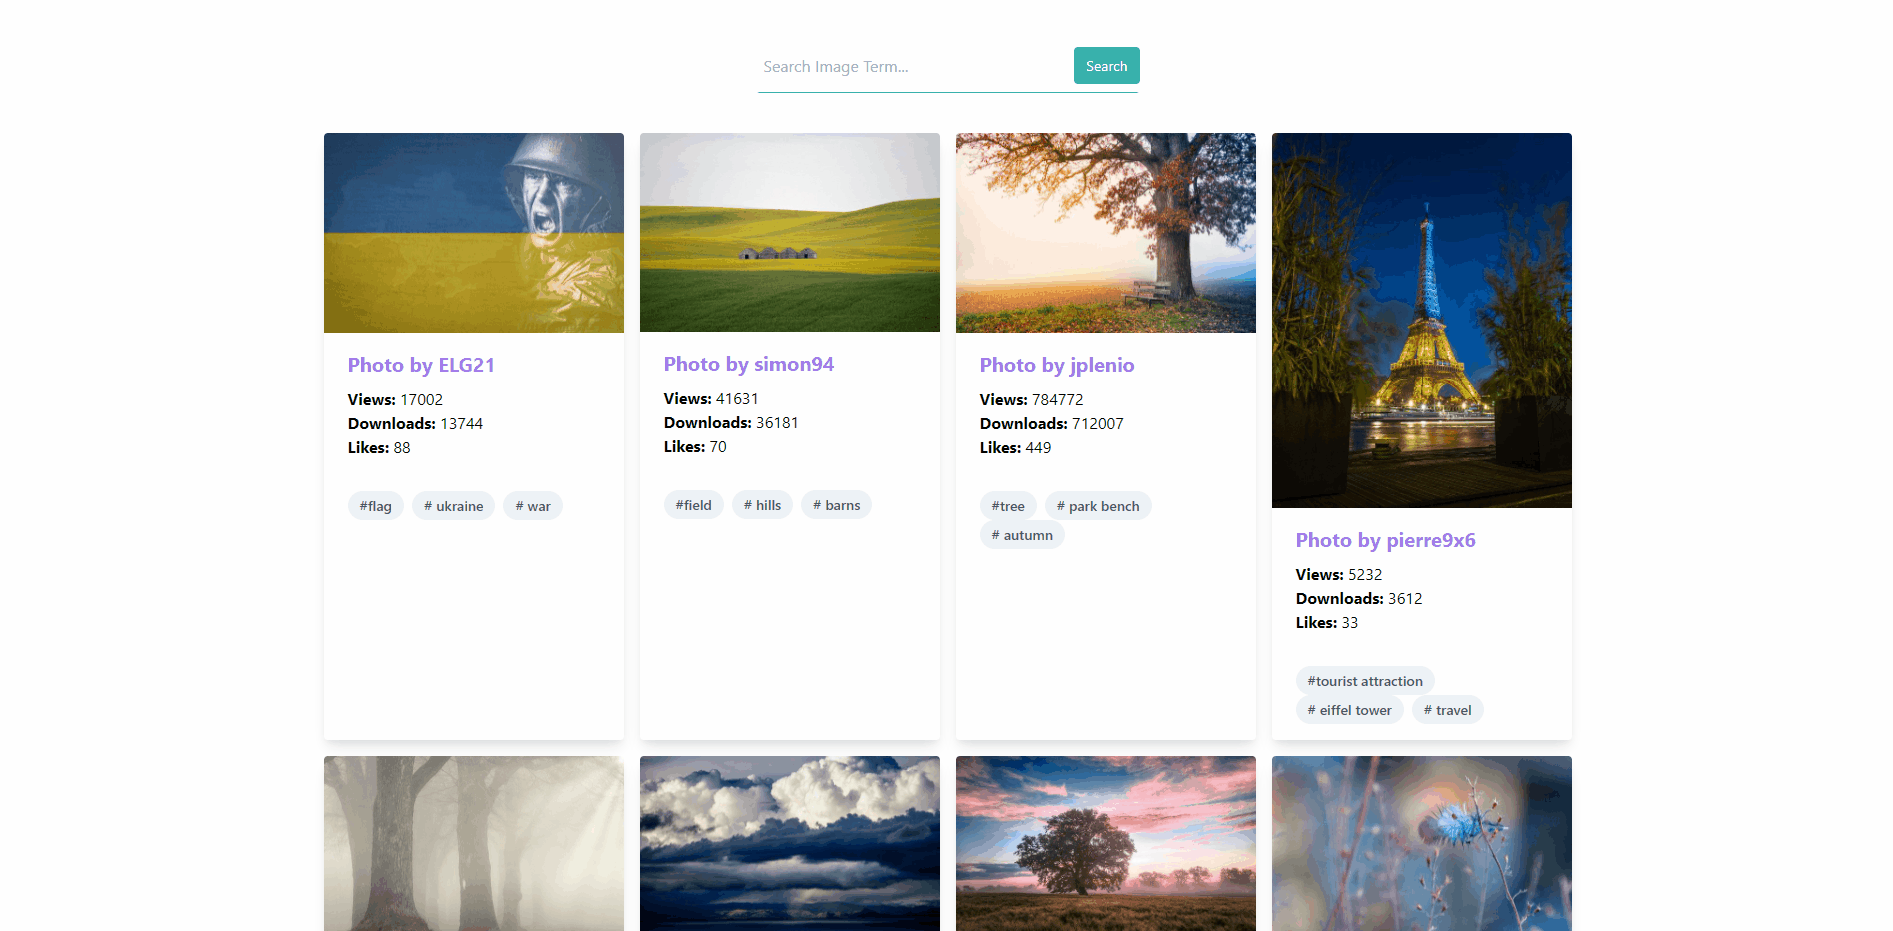 Search Image Term...
Search
Photo by ELG21
Views: 17002
Downloads: 13744
Likes: 88
#flag # ukraine # war
Photo by simon94
Views: 41631
Downloads: 36181
Likes: 70
#field # hills # barns
Photo by jplenio
Views: 784772
Downloads: 712007
Likes: 449
#tree # park bench
# autumn
Photo by pierre9x6
Views: 5232
Downloads: 3612
Likes: 33
#tourist attraction
# eiffel tower # travel